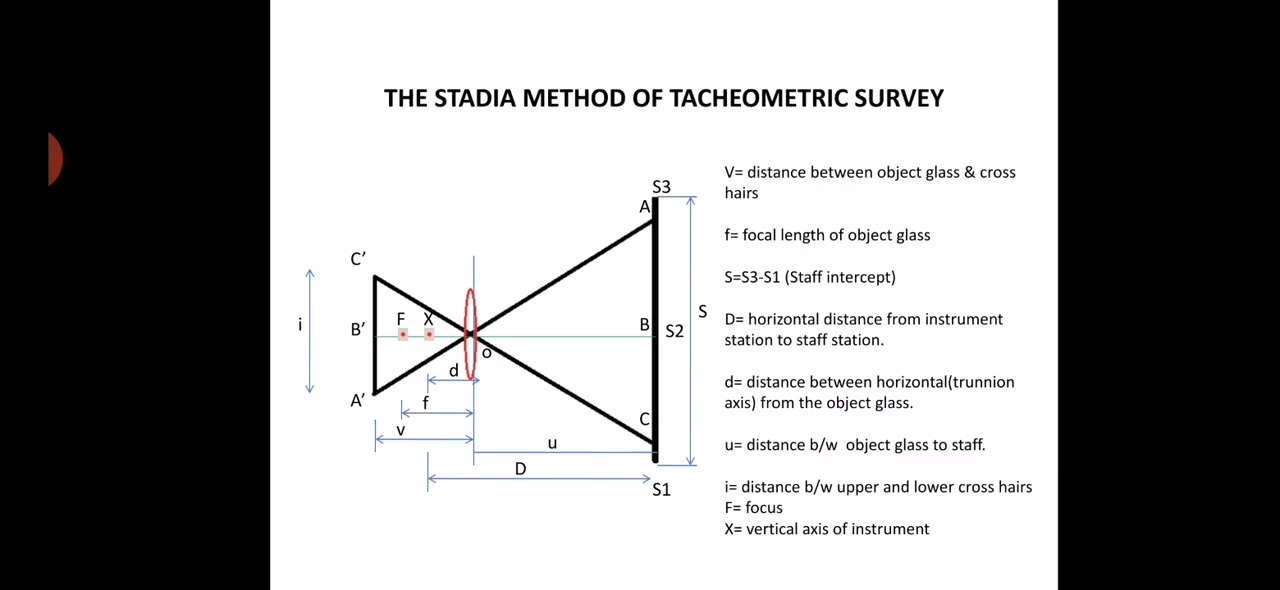 THE STADIA METHOD OF TACHEOMETRIC SURVEY
V= distance between object glass & cross
hairs
f= focal length of object glass
S=S3-S1 (Staff intercept)
D= horizontal distance from instrument
station to staff station.
d= distance between horizontal(trunnion
axis) from the object glass.
u= distance b/w object glass to staff.
i= distance b/w upper and lower cross hairs
F= focus
X= vertical axis of instrument
S3
A
C'
i
B'
F
X
B
S2
S
o
d
A'
f
C
v
u
D
S1